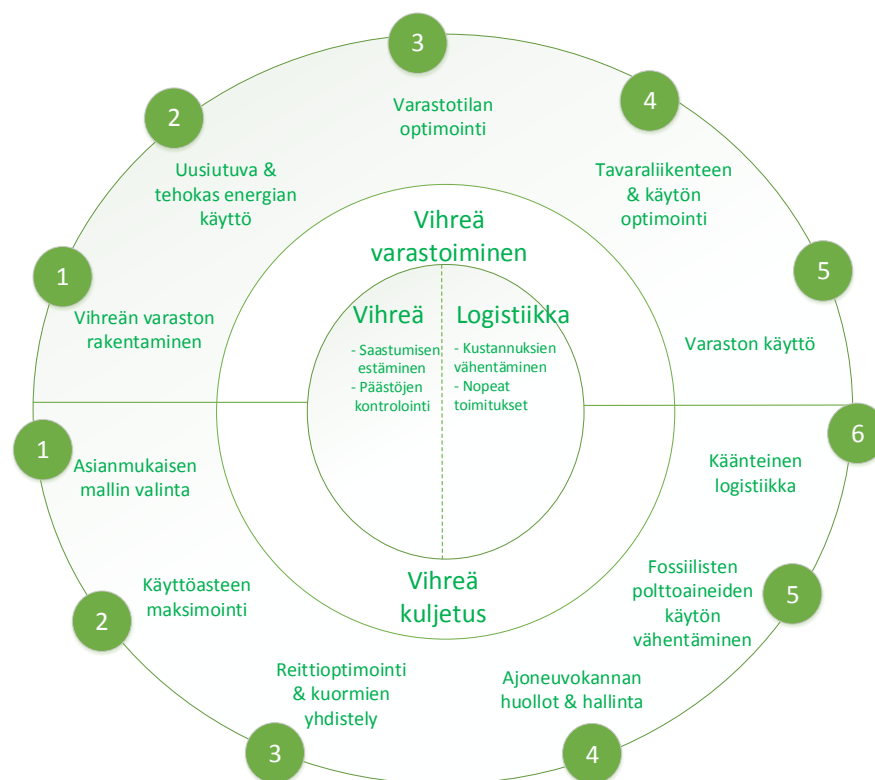 3
Varastotilan
optimointi
2
Uusiutuva &
tehokas energian
käyttö
4
Tavaraliikenteen
& käytön
optimointi
1
Vihreän varaston
rakentaminen
5
Varaston käyttö
Vihreä
varastoiminen
Vihreä
- Saastumisen
estäminen
- Päästöjen
kontrolointi
Logistiikka
- Kustannuksien
vähentäminen
- Nopeat
toimitukset
Vihreä
kuljetus
1
Asianmukaisen
mallin valinta
2
Käyttöasteen
maksimointi
3
Reittioptimointi
& kuormien
yhdistely
4
Ajoneuvokannan
huollot & hallinta
5
Fossiilisten
polttoaineiden
käytön
vähentäminen
6
Käänteinen
logistiikka